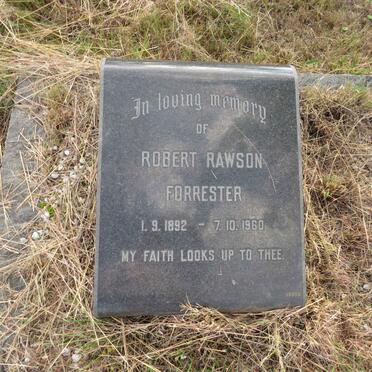 In loving memory
OF
ROBERT RAWSON
FORRESTER
1.9.1892 – 7.10.1960
MY FAITH LOOKS UP TO THEE.